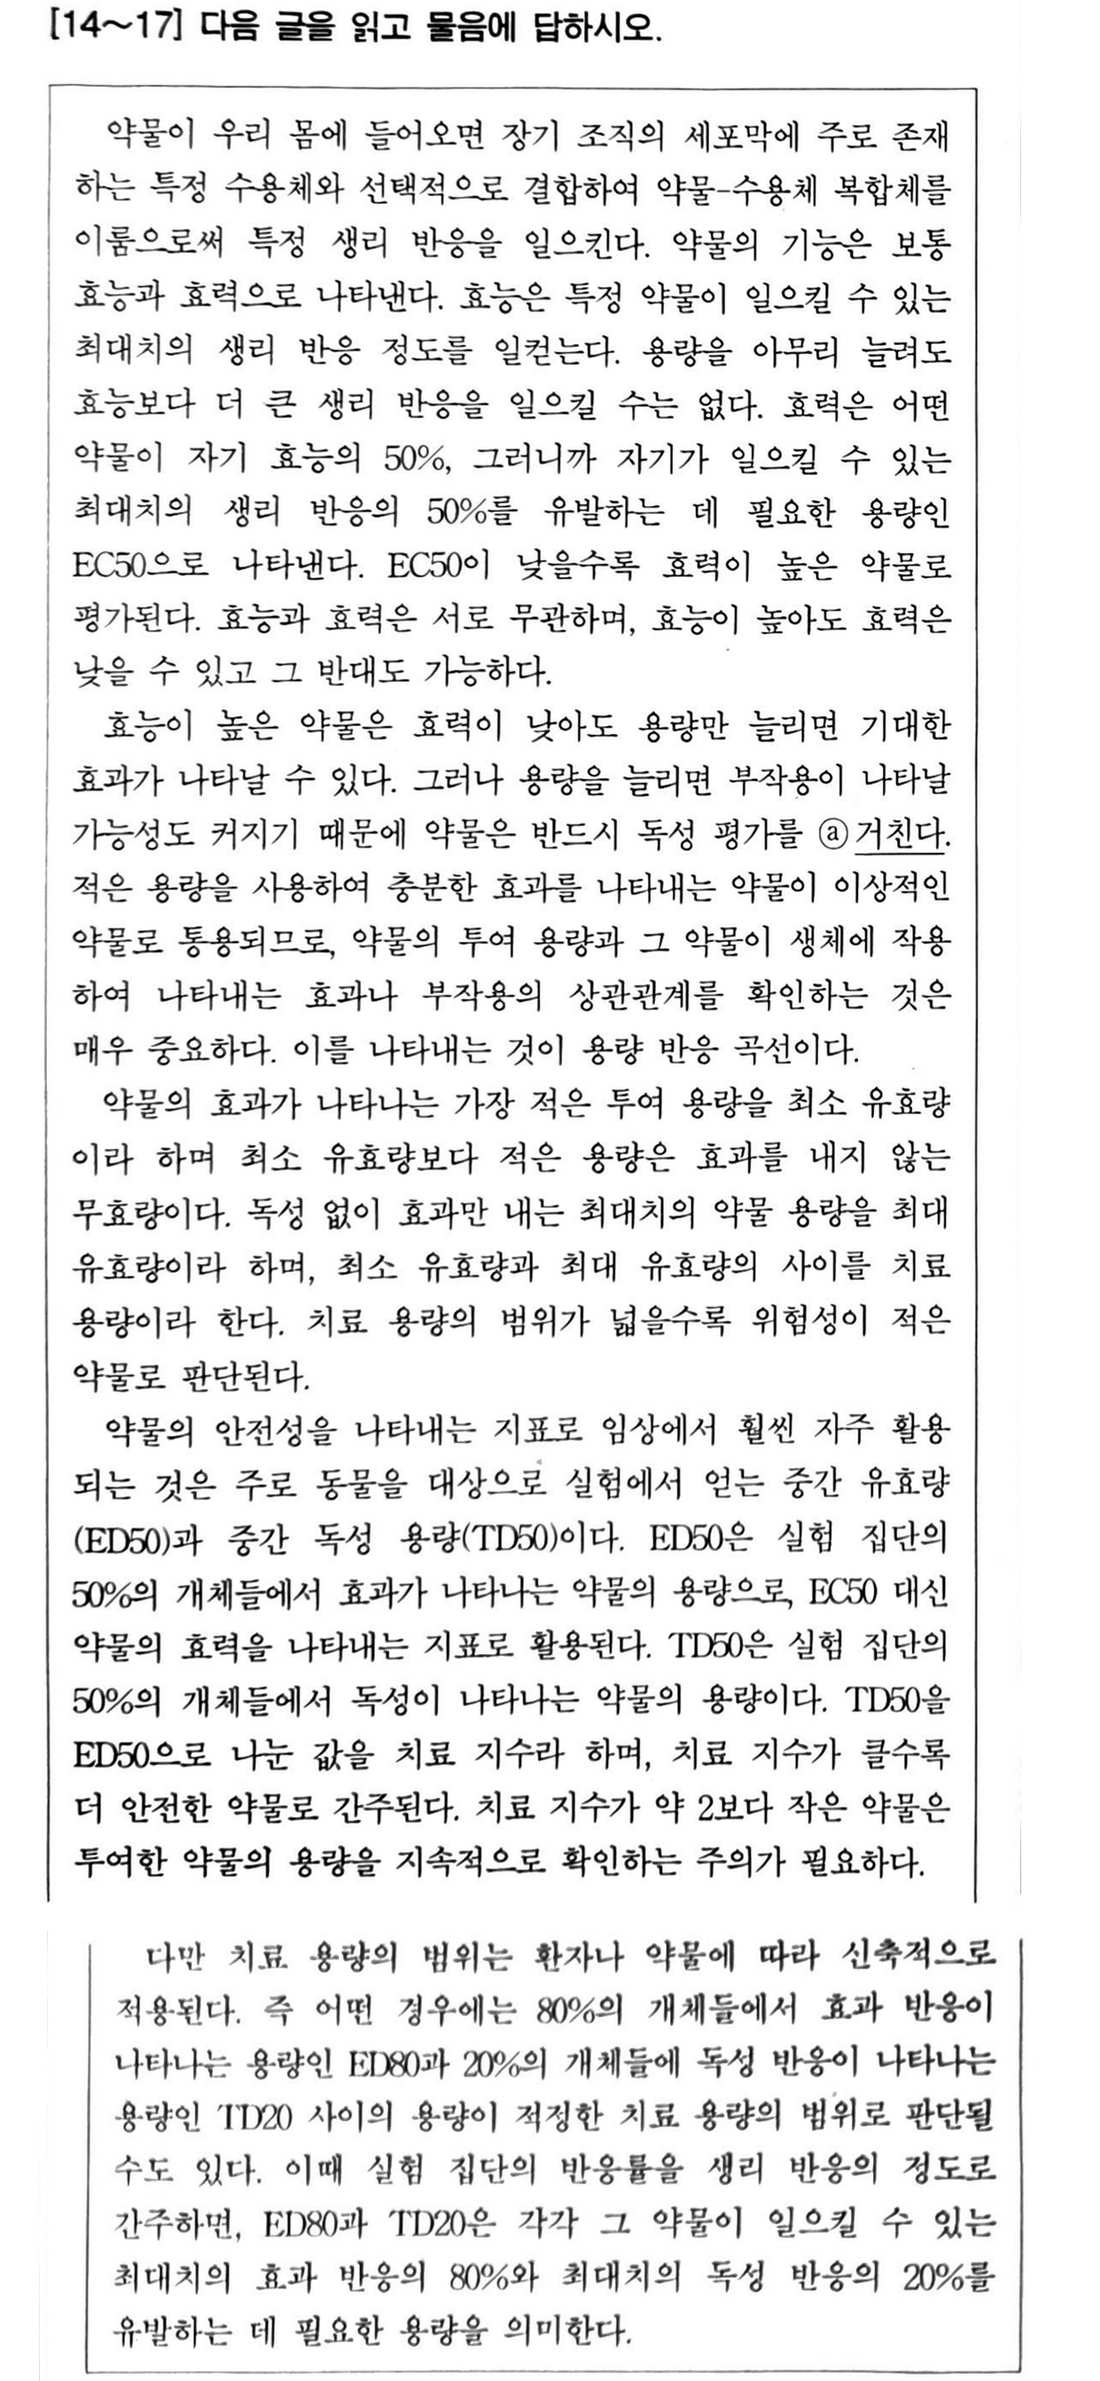 [14～17] 다음 글을 읽고 물음에 답하시오.
약물이 우리 몸에 들어오면 장기 조직의 세포막에 주로 존재
하는 특정 수용체와 선택적으로 결합하여 약물-수용체 복합체를
이룸으로써 특정 생리 반응을 일으킨다. 약물의 기능은 보통
효능과 효력으로 나타낸다. 효능은 특정 약물이 일으킬 수 있는
최대치의 생리 반응 정도를 일컫는다. 용량을 아무리 늘려도
효능보다 더 큰 생리 반응을 일으킬 수는 없다. 효력은 어떤
약물이 자기 효능의 50%, 그러니까 자기가 일으킬 수 있는
최대치의 생리 반응의 50%를 유발하는 데 필요한 용량인
EC50으로 나타낸다. EC50이 낮을수록 효력이 높은 약물로
평가된다. 효능과 효력은 서로 무관하며, 효능이 높아도 효력은
낮을 수 있고 그 반대도 가능하다.
효능이 높은 약물은 효력이 낮아도 용량만 늘리면 기대한
효과가 나타날 수 있다. 그러나 용량을 늘리면 부작용이 나타날
가능성도 커지기 때문에 약물은 반드시 독성 평가를 ⓐ거친다.
적은 용량을 사용하여 충분한 효과를 나타내는 약물이 이상적인
약물로 통용되므로, 약물의 투여 용량과 그 약물이 생체에 작용
하여 나타내는 효과나 부작용의 상관관계를 확인하는 것은
매우 중요하다. 이를 나타내는 것이 용량 반응 곡선이다.
약물의 효과가 나타나는 가장 적은 투여 용량을 최소 유효량
이라 하며 최소 유효량보다 적은 용량은 효과를 내지 않는
무효량이다. 독성 없이 효과만 내는 최대치의 약물 용량을 최대
유효량이라 하며, 최소 유효량과 최대 유효량의 사이를 치료
용량이라 한다. 치료 용량의 범위가 넓을수록 위험성이 적은
약물로 판단된다.
약물의 안전성을 나타내는 지표로 임상에서 훨씬 자주 활용
되는 것은 주로 동물을 대상으로 실험에서 얻는 중간 유효량
(ED50)과 중간 독성 용량(TD50)이다. ED50은 실험 집단의
50%의 개체들에서 효과가 나타나는 약물의 용량으로, EC50 대신
약물의 효력을 나타내는 지표로 활용된다. TD50은 실험 집단의
50%의 개체들에서 독성이 나타나는 약물의 용량이다. TD50을
ED50으로 나눈 값을 치료 지수라 하며, 치료 지수가 클수록
더 안전한 약물로 간주된다. 치료 지수가 약 2보다 작은 약물은
투여한 약물의 용량을 지속적으로 확인하는 주의가 필요하다.
다만 치료 용량의 범위는 환자나 약물에 따라 신축적으로
적용된다. 즉 어떤 경우에는 80%의 개체들에서 효과 반응이
나타나는 용량인 ED80과 20%의 개체들에 독성 반응이 나타나는
용량인 TD20 사이의 용량이 적정한 치료 용량의 범위로 판단될
수도 있다. 이때 실험 집단의 반응률을 생리 반응의 정도로
간주하면, ED80과 TD20은 각각 그 약물이 일으킬 수 있는
최대치의 효과 반응의 80%와 최대치의 독성 반응의 20%를
유발하는 데 필요한 용량을 의미한다.